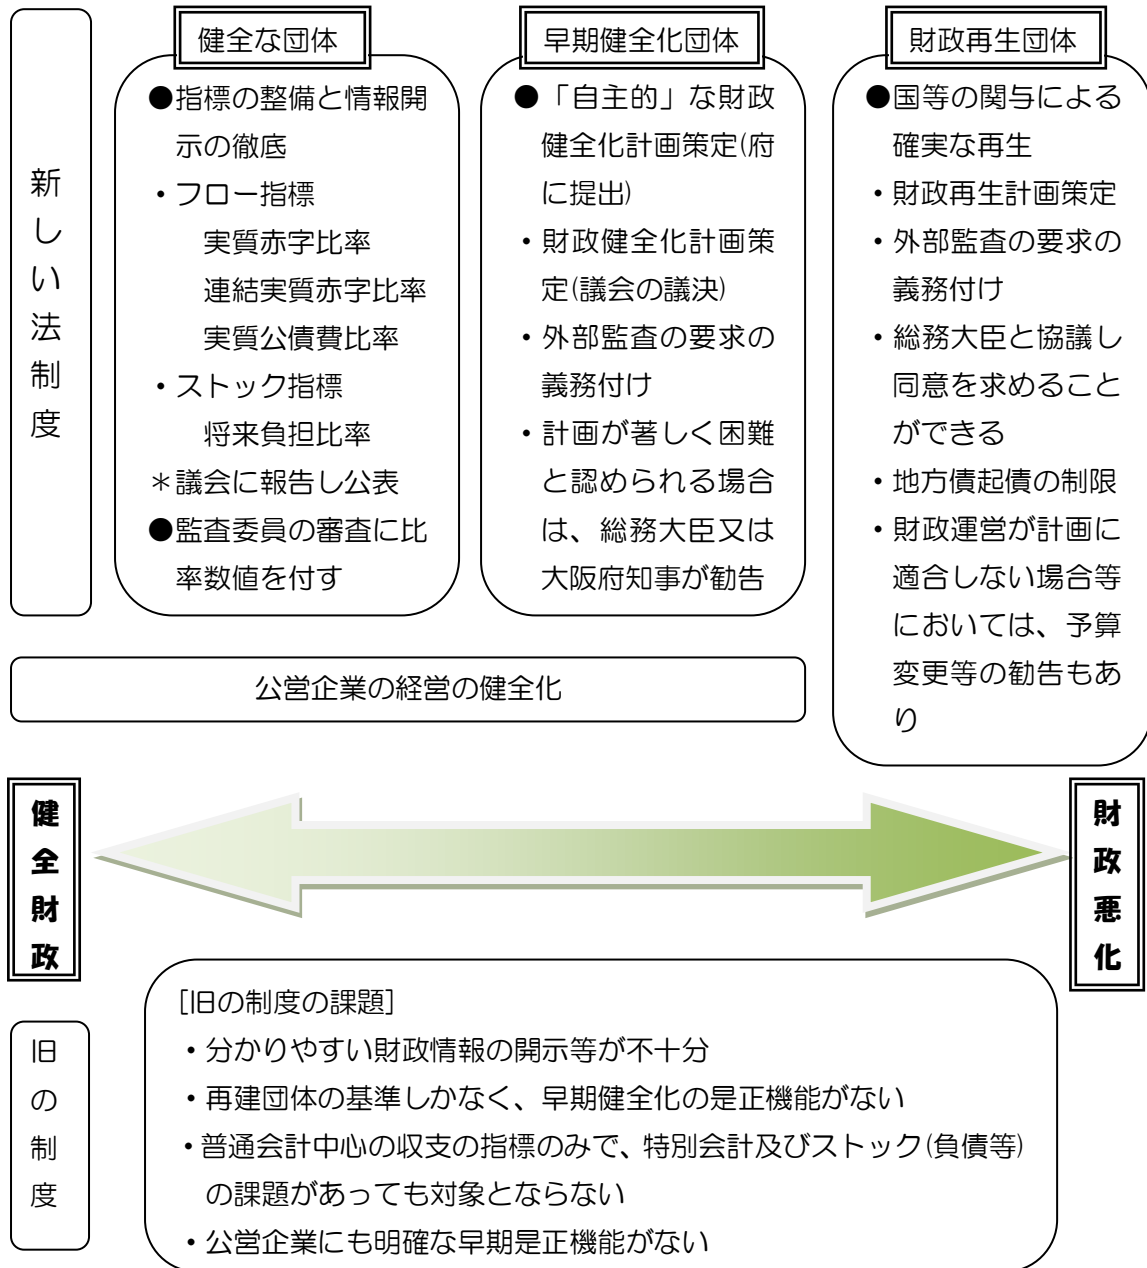 新しい法制度
健全な団体
●指標の整備と情報開
示の徹底
・フロー指標
実質赤字比率
連結実質赤字比率
実質公債費比率
・ストック指標
将来負担比率
＊議会に報告し公表
●監査委員の審査に比
率数値を付す
早期健全化団体
●「自主的」な財政
健全化計画策定(府
に提出)
・財政健全化計画策
定(議会の議決)
・外部監査の要求の
義務付け
・計画が著しく困難
と認められる場合
は、総務大臣又は
大阪府知事が勧告
財政再生団体
●国等の関与による
確実な再生
・財政再生計画策定
・外部監査の要求の
義務付け
・総務大臣と協議し
同意を求めること
ができる
・地方債起債の制限
・財政運営が計画に
適合しない場合等
においては、予算
変更等の勧告もあ
り
公営企業の経営の健全化
健全財政
財政悪化
旧の制度
[旧の制度の課題]
・分かりやすい財政情報の開示等が不十分
・再建団体の基準しかなく、早期健全化の是正機能がない
・普通会計中心の収支の指標のみで、特別会計及びストック(負債等)
の課題があっても対象とならない
・公営企業にも明確な早期是正機能がない